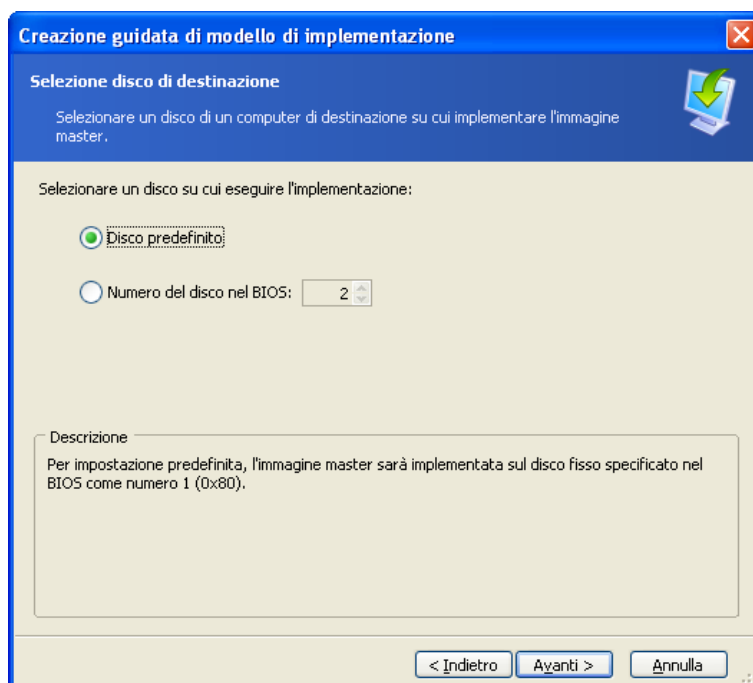 Creazione guidata di modello di implementazione
Selezione disco di destinazione
Selezionare un disco di un computer di destinazione su cui implementare l'immagine
master.
Selezionare un disco su cui eseguire l'implementazione:
Disco predefinito
Numero del disco nel BIOS: 2
Descrizione
Per impostazione predefinita, l'immagine master sarà implementata sul disco fisso specificato nel
BIOS come numero 1 (0x80).
< Indietro Avanti > Annulla